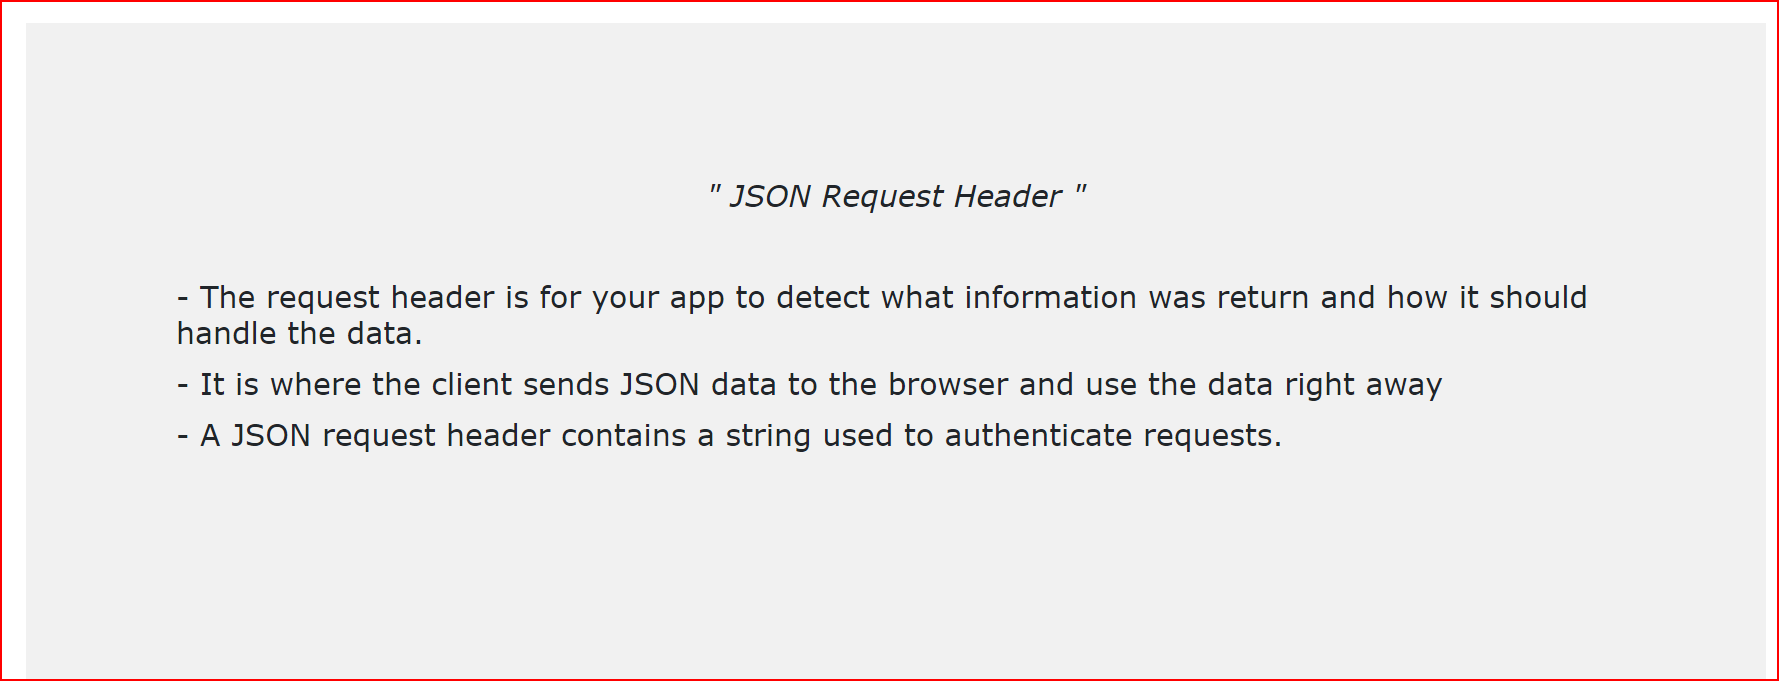 " JSON Request Header "
- The request header is for your app to detect what information was return and how it should
handle the data.
- It is where the client sends JSON data to the browser and use the data right away
- A JSON request header contains a string used to authenticate requests.